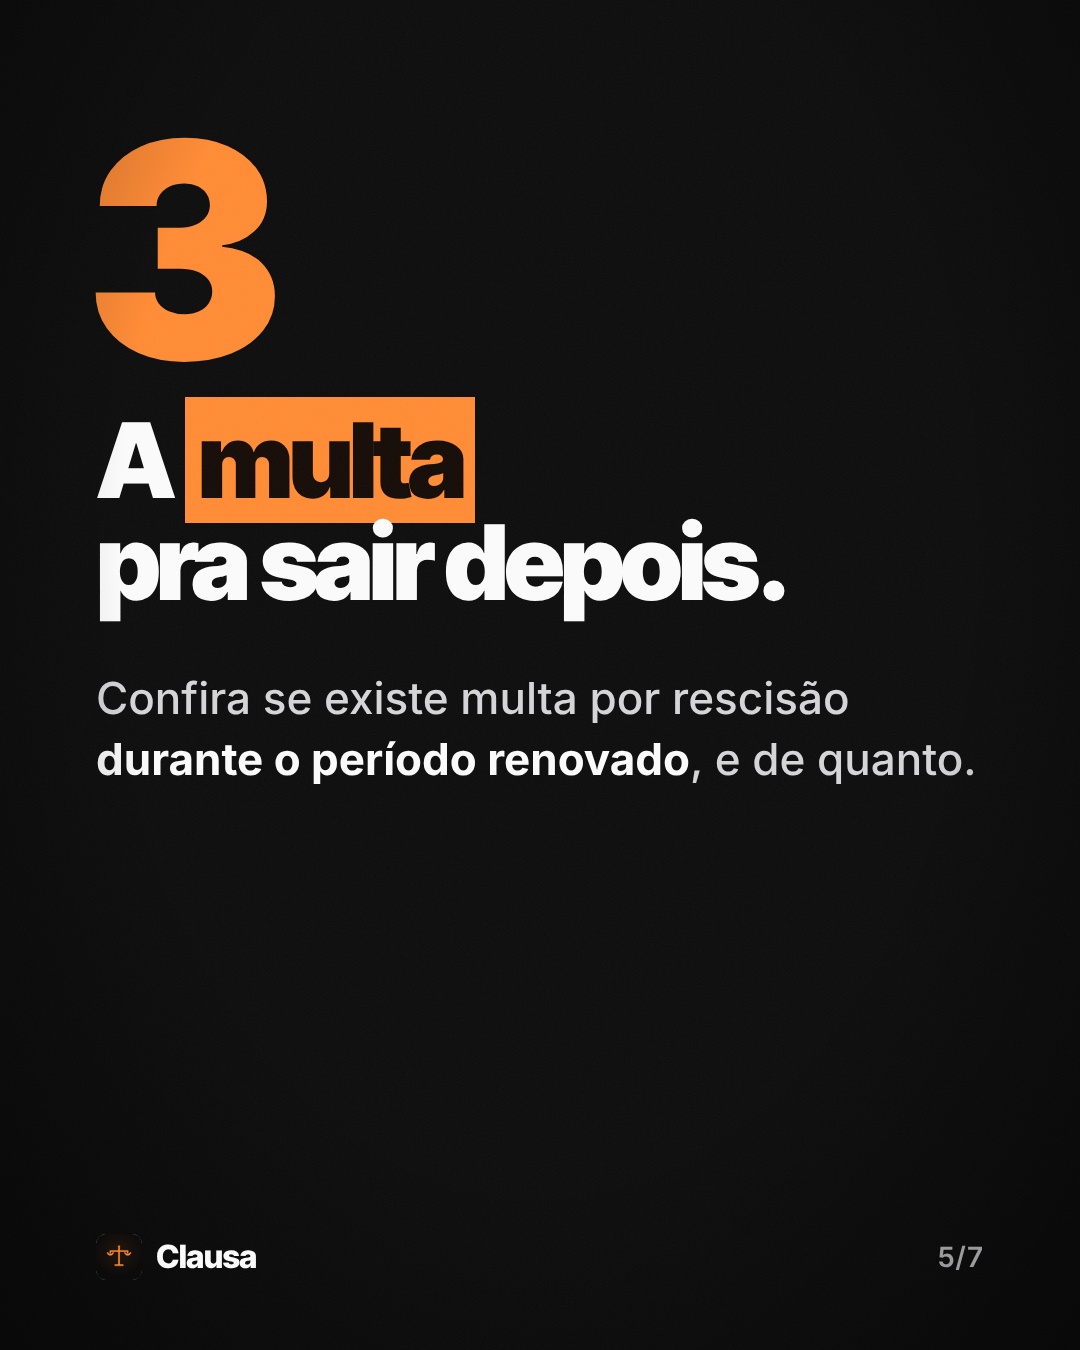 3
A multa
pra sair depois.
Confira se existe multa por rescisão
durante o período renovado, e de quanto.
Clausa
5/7